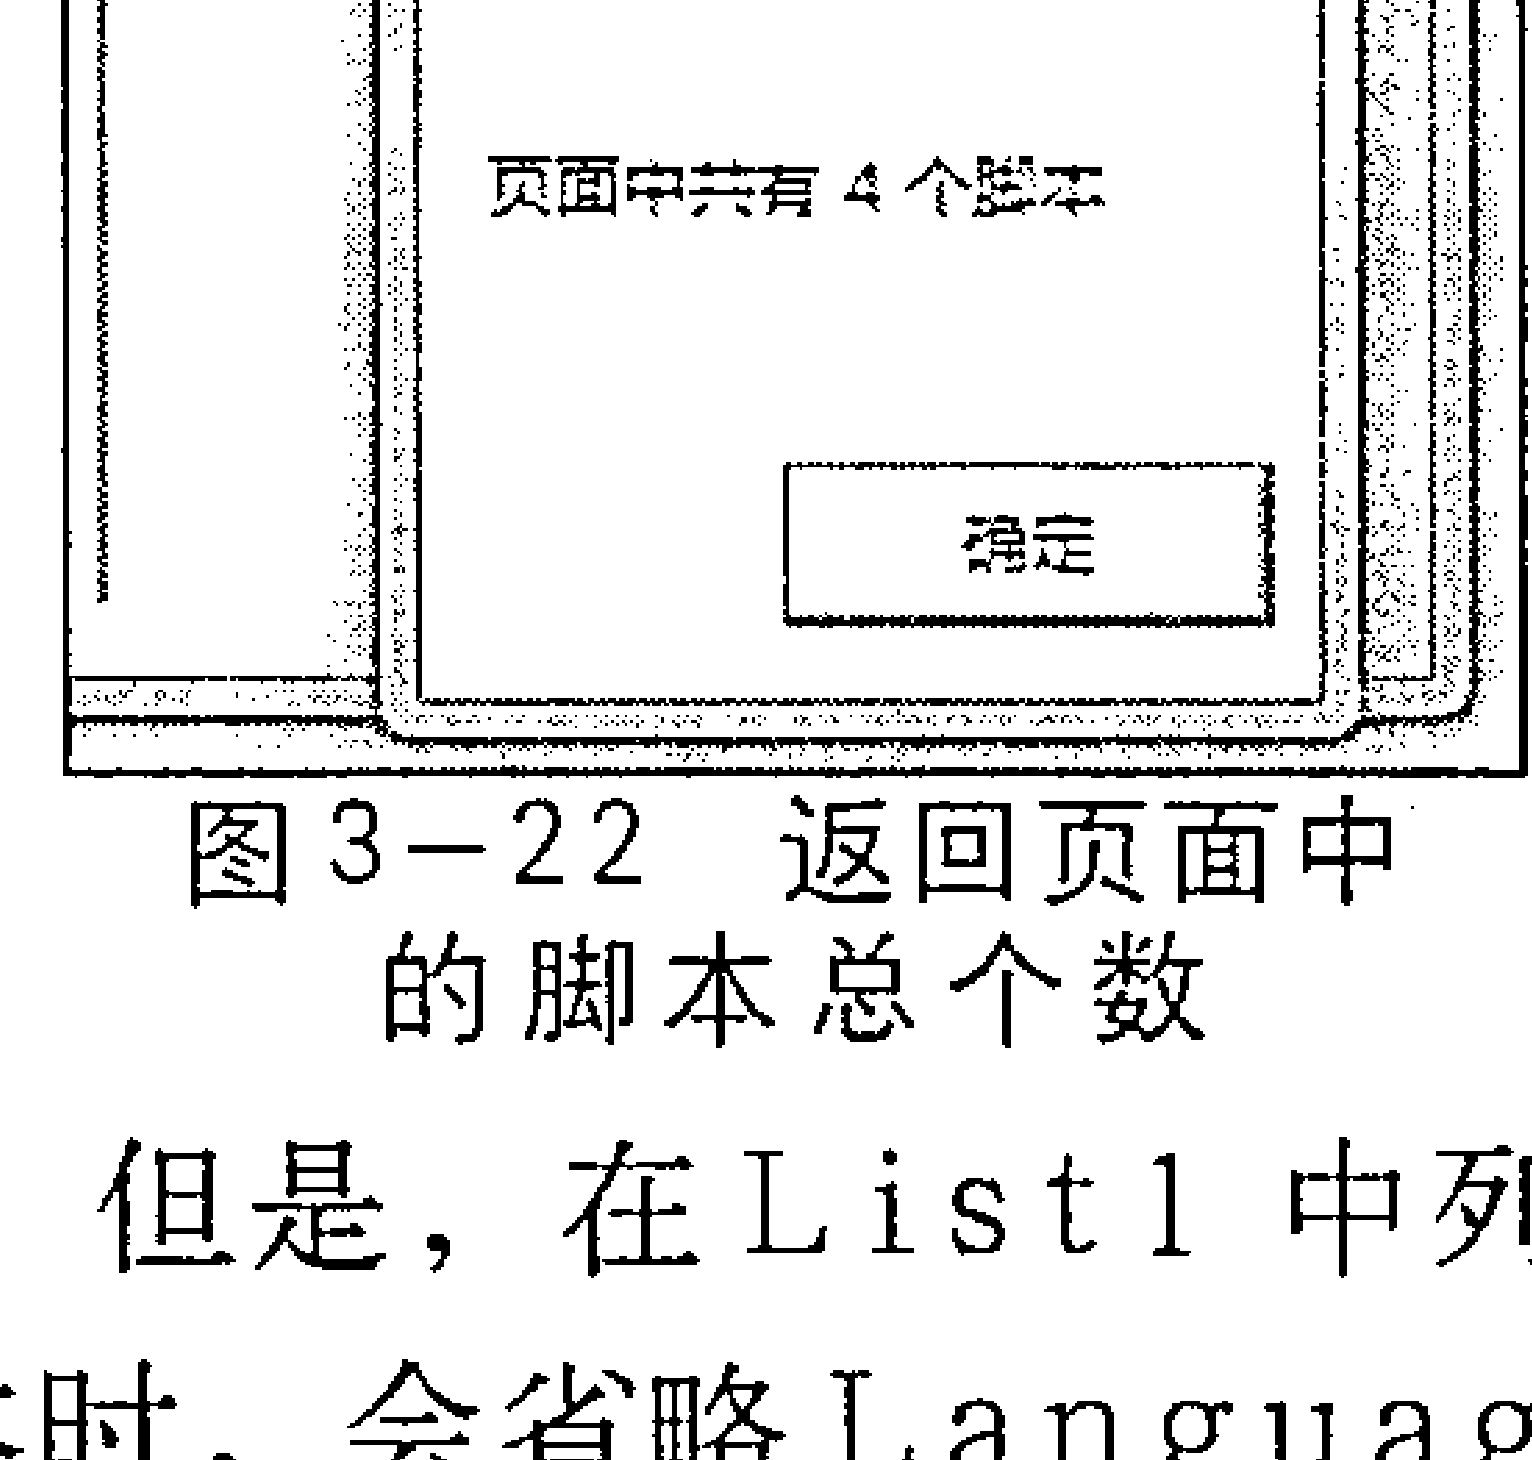 页面中共有 4 个脚本
确定
图3-22 返回页面中
的脚本总个数
但是，在List1 中列
时，会省略Languag